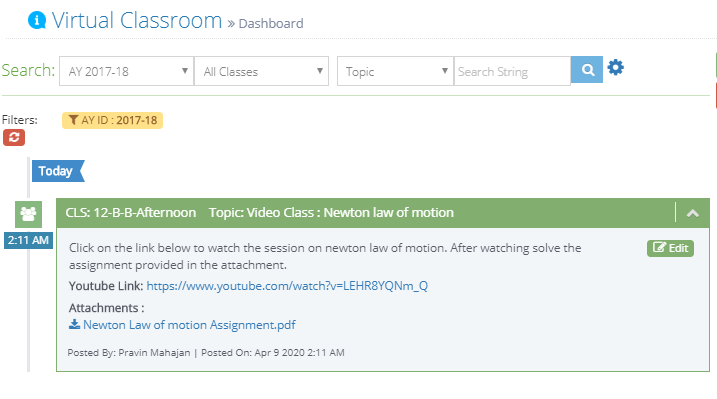 Virtual Classroom » Dashboard
Search: AY 2017-18 All Classes Topic Search String
Filters: AY ID : 2017-18
Today
CLS: 12-B-B-Afternoon Topic: Video Class : Newton law of motion
2:11 AM
Click on the link below to watch the session on newton law of motion. After watching solve the
Edit
assignment provided in the attachment.
Youtube Link: https://www.youtube.com/watch?v=LEHR8YQNm_Q
Attachments :
Newton Law of motion Assignment.pdf
Posted By: Pravin Mahajan | Posted On: Apr 9 2020 2:11 AM